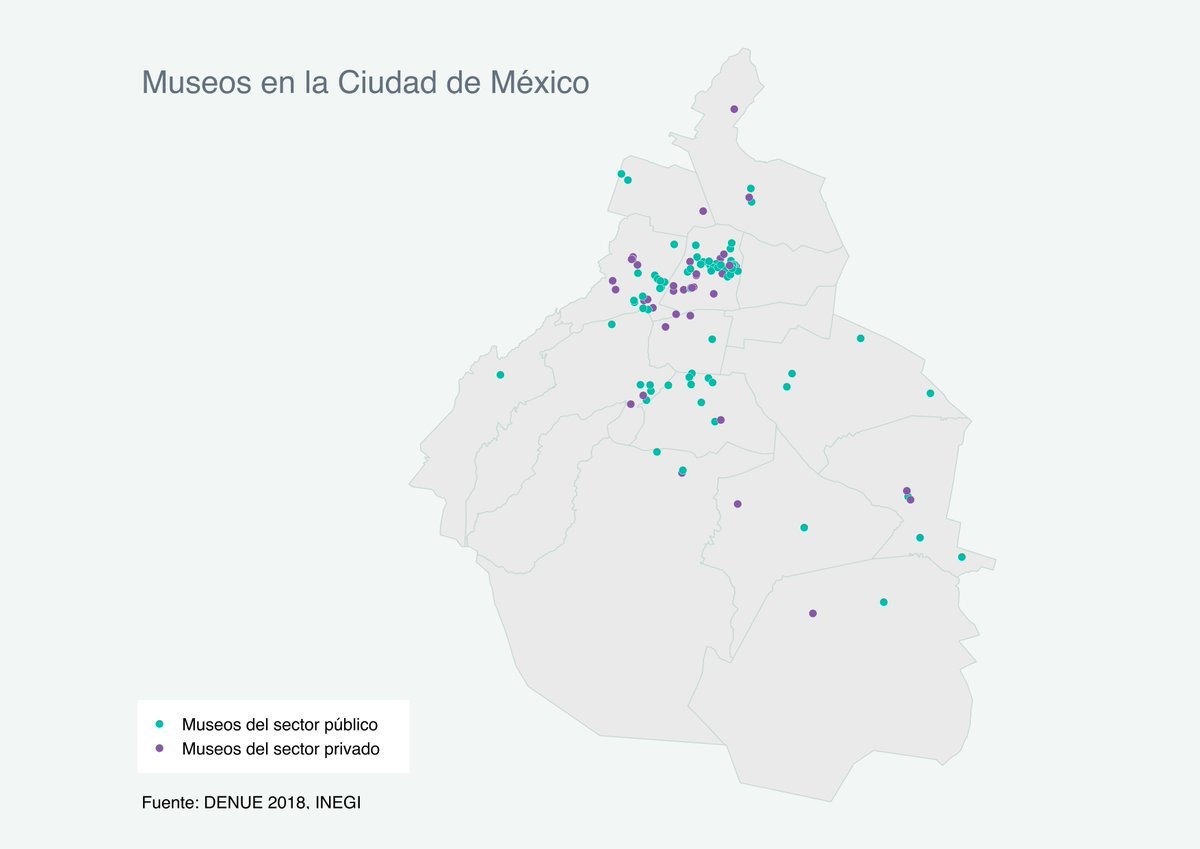 Museos en la Ciudad de México
Museos del sector público
Museos del sector privado
Fuente: DENUE 2018, INEGI